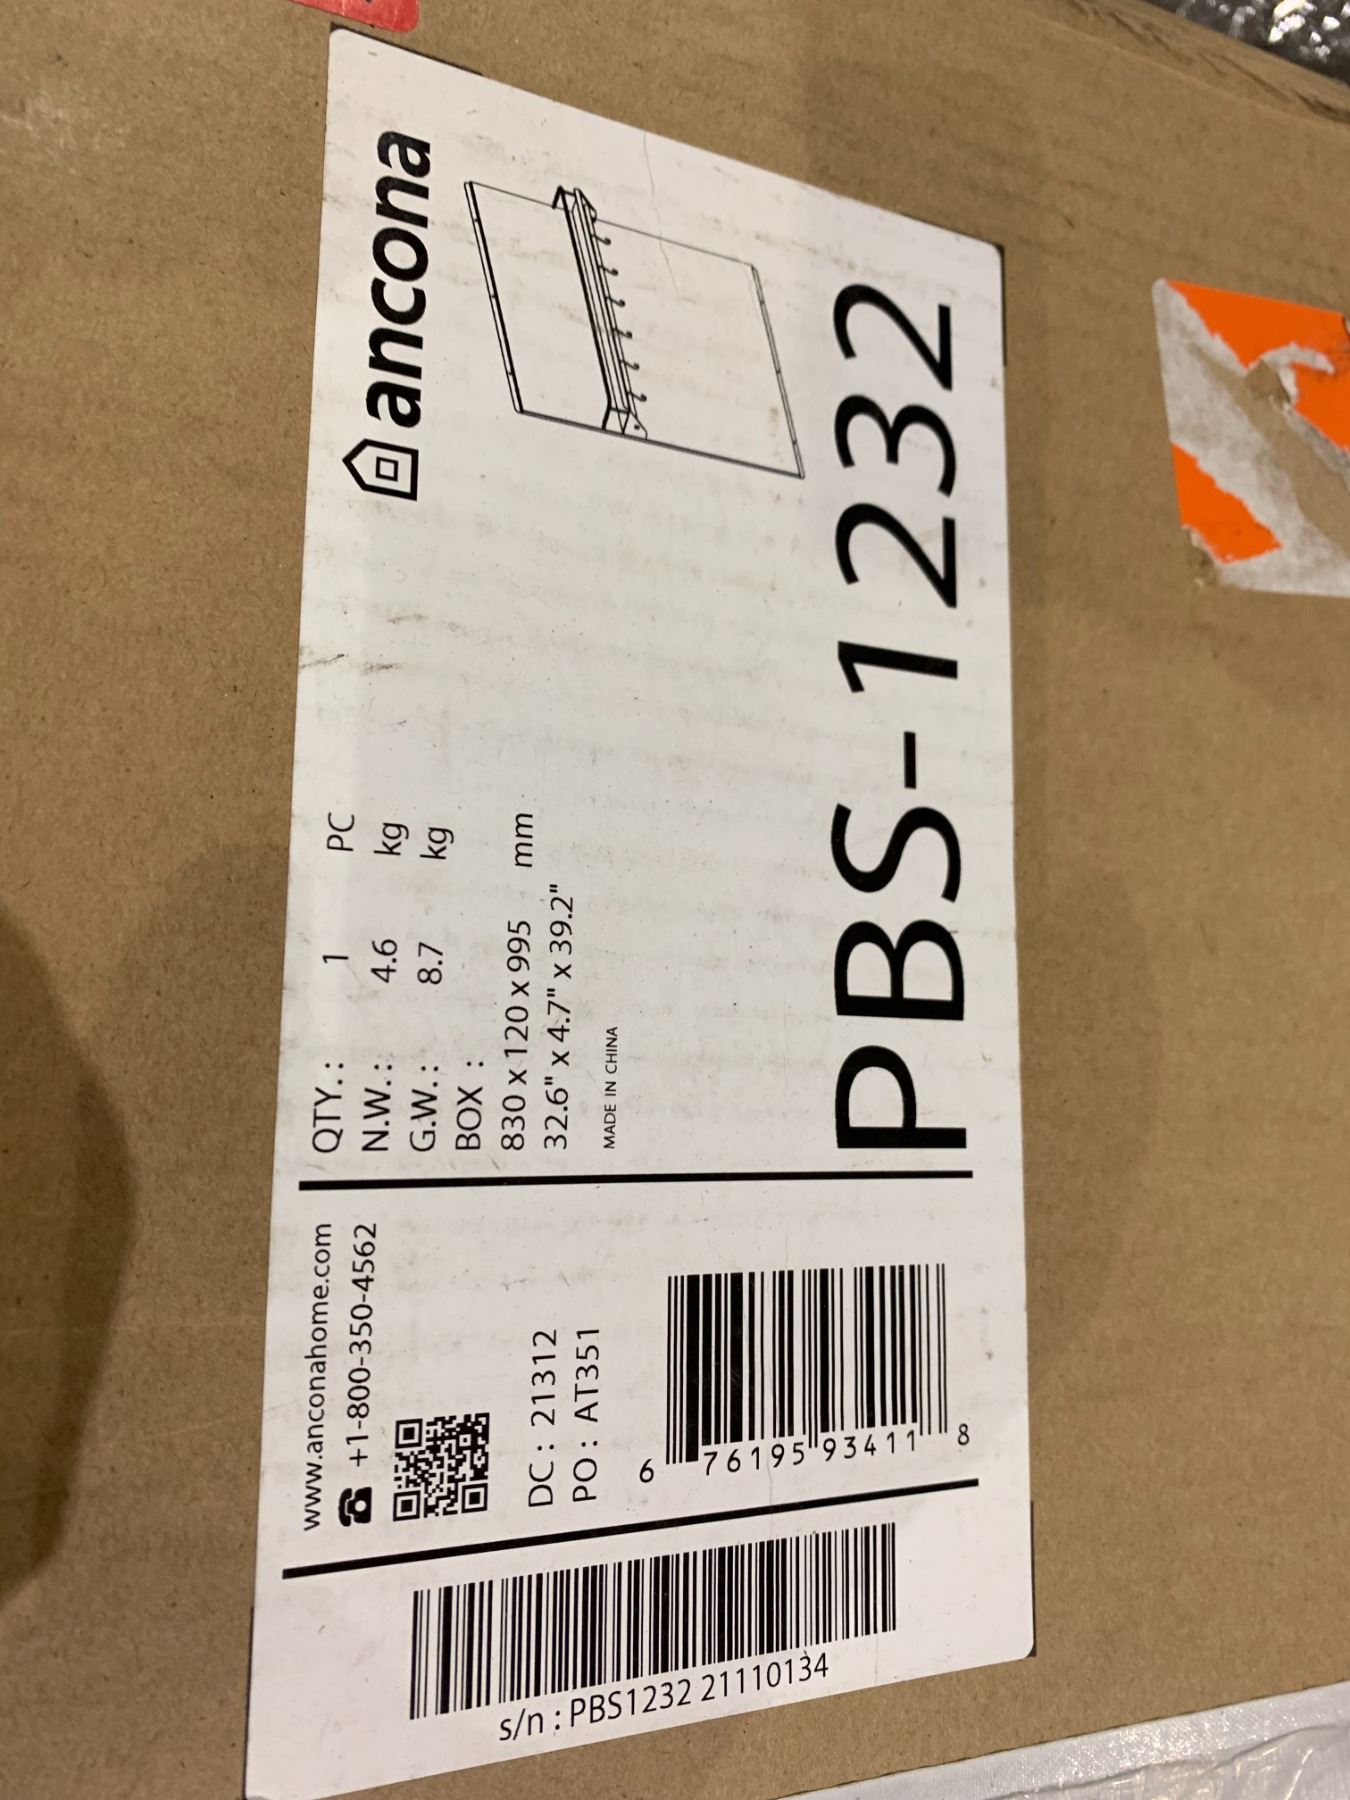 ancona
QTY.: 1 PC
N.W.: 4.6 kg
G.W.: 8.7 kg
BOX :
830 x 120 x 995 mm
32.6" x 4.7" x 39.2"
MADE IN CHINA
PBS-1232
www.anconahome.com
+1-800-350-4562
DC : 21312
PO : AT351
6 76195 93411 8
s/n : PBS1232 21110134